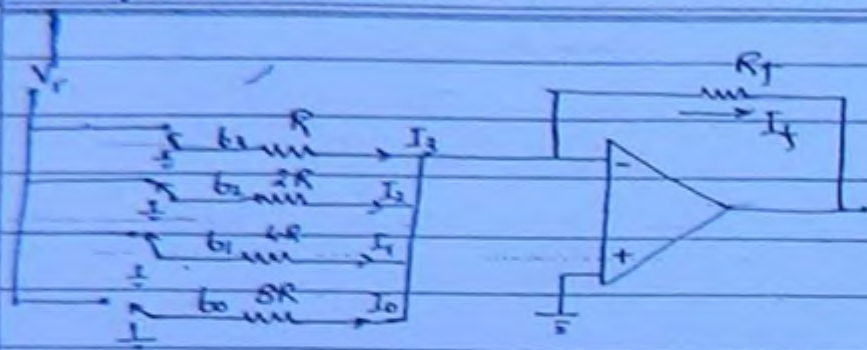 Rf
Vr
If
b3 R I3
b2 2R I2
-
b1 4R I1
+
b0 8R I0